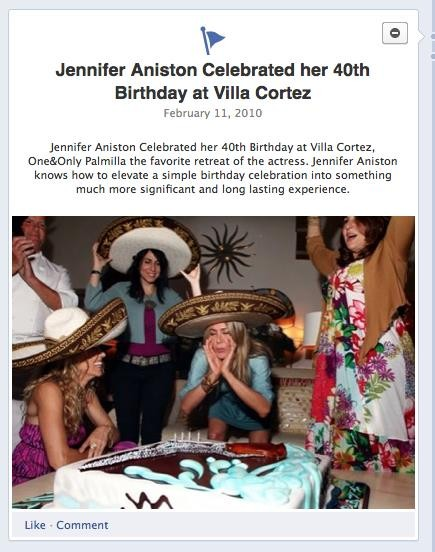 Jennifer Aniston Celebrated her 40th
Birthday at Villa Cortez
February 11, 2010
Jennifer Aniston Celebrated her 40th Birthday at Villa Cortez,
One&Only Palmilla the favorite retreat of the actress. Jennifer Aniston
knows how to elevate a simple birthday celebration into something
much more significant and long lasting experience.
Like · Comment